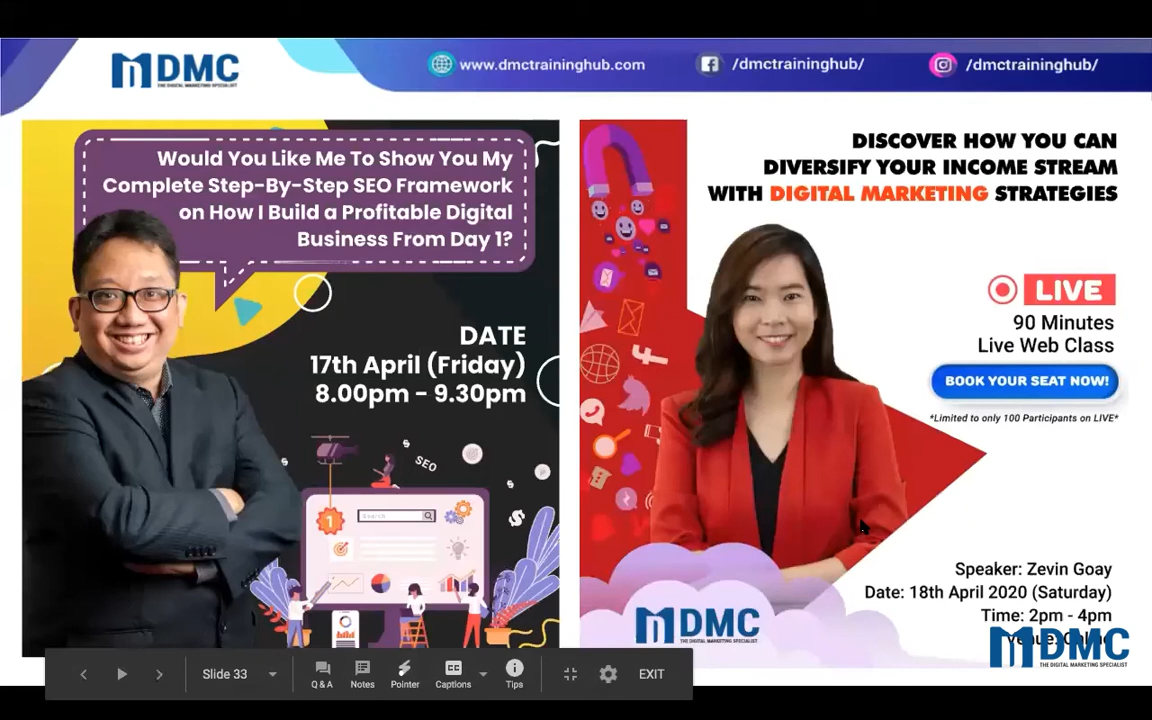 DMC
THE DIGITAL MARKETING SPECIALIST
www.dmctraininghub.com
/dmctraininghub/
/dmctraininghub/
Would You Like Me To Show You My
Complete Step-By-Step SEO Framework
on How I Build a Profitable Digital
Business From Day 1?
DATE
17th April (Friday)
8.00pm - 9.30pm
SEO
Search
1
DISCOVER HOW YOU CAN
DIVERSIFY YOUR INCOME STREAM
WITH DIGITAL MARKETING STRATEGIES
LIVE
90 Minutes
Live Web Class
BOOK YOUR SEAT NOW!
*Limited to only 100 Participants on LIVE*
Speaker: Zevin Goay
Date: 18th April 2020 (Saturday)
Time: 2pm - 4pm
DMC
THE DIGITAL MARKETING SPECIALIST
DMC
THE DIGITAL MARKETING SPECIALIST
Slide 33
Q & A
Notes
Pointer
Captions
Tips
EXIT